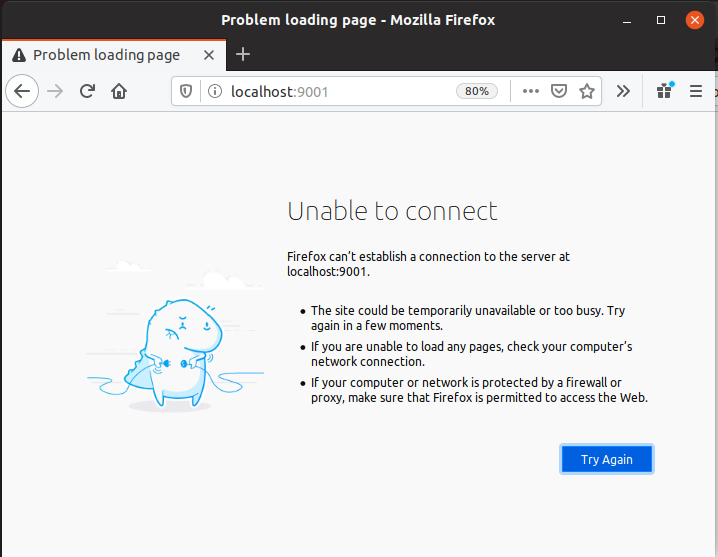 Problem loading page - Mozilla Firefox
Problem loading page
localhost:9001
80%
Unable to connect
Firefox can’t establish a connection to the server at
localhost:9001.
The site could be temporarily unavailable or too busy. Try
again in a few moments.
If you are unable to load any pages, check your computer’s
network connection.
If your computer or network is protected by a firewall or
proxy, make sure that Firefox is permitted to access the Web.
Try Again